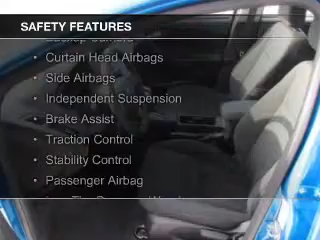 SAFETY FEATURES
• Curtain Head Airbags
• Side Airbags
• Independent Suspension
• Brake Assist
• Traction Control
• Stability Control
• Passenger Airbag